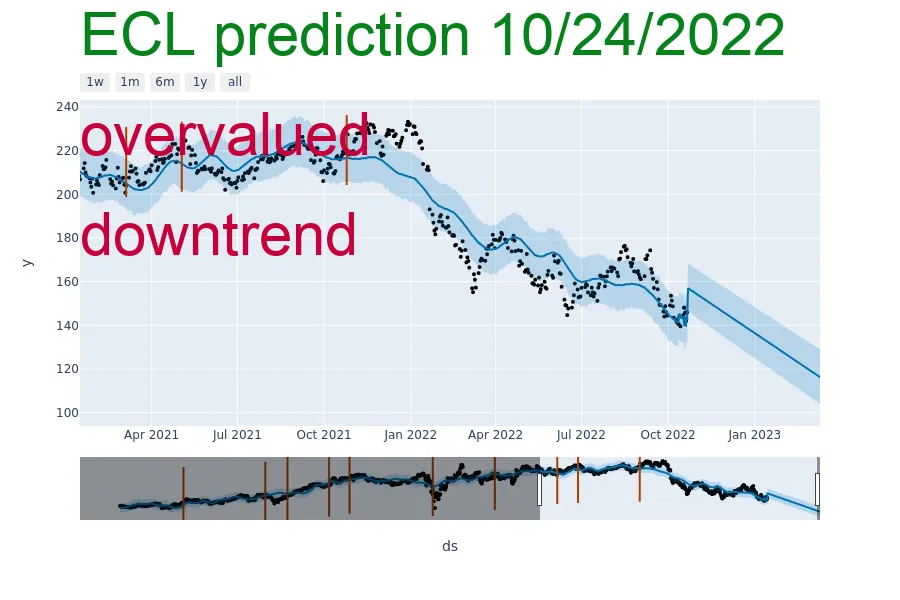 ECL prediction 10/24/2022
1w 1m 6m 1y all
240
overvalued
220
200
downtrend
180
y
160
140
120
100
Apr 2021 Jul 2021 Oct 2021 Jan 2022 Apr 2022 Jul 2022 Oct 2022 Jan 2023
ds